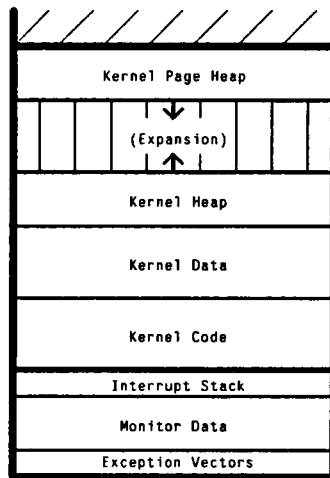 Kernel Page Heap
(Expansion)
Kernel Heap
Kernel Data
Kernel Code
Interrupt Stack
Monitor Data
Exception Vectors